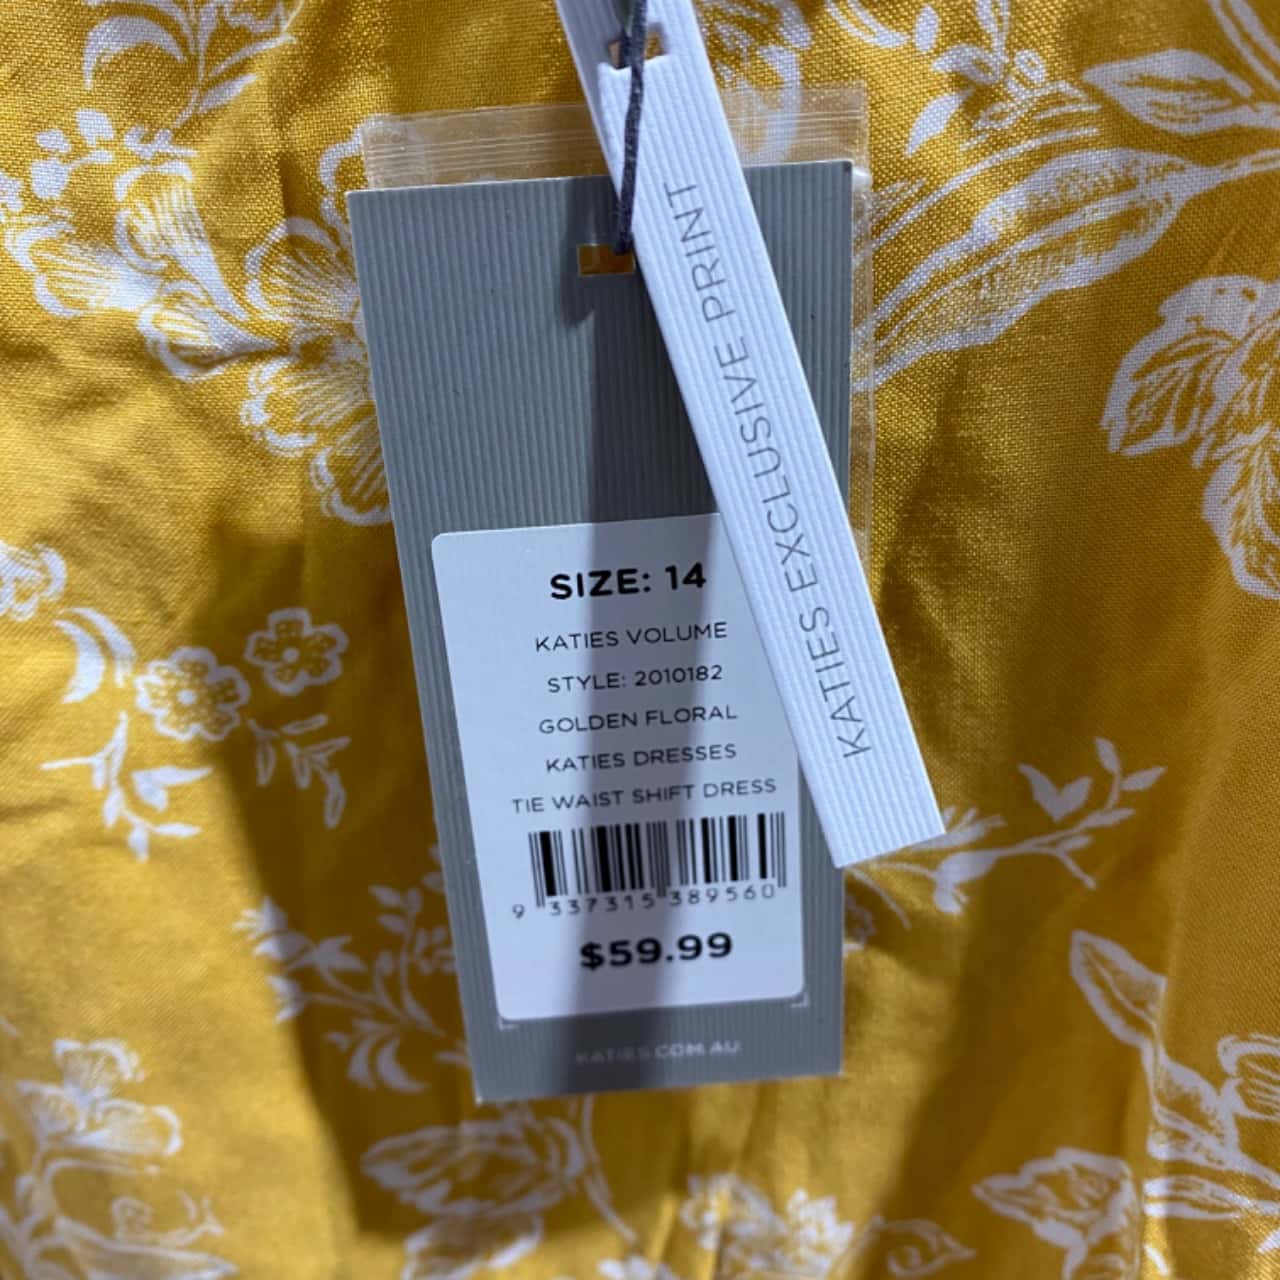 KATIES EXCLUSIVE PRINT
SIZE: 14
KATIES VOLUME
STYLE: 2010182
GOLDEN FLORAL
KATIES DRESSES
TIE WAIST SHIFT DRESS
9 337315 389560
$59.99
KATIES.COM.AU